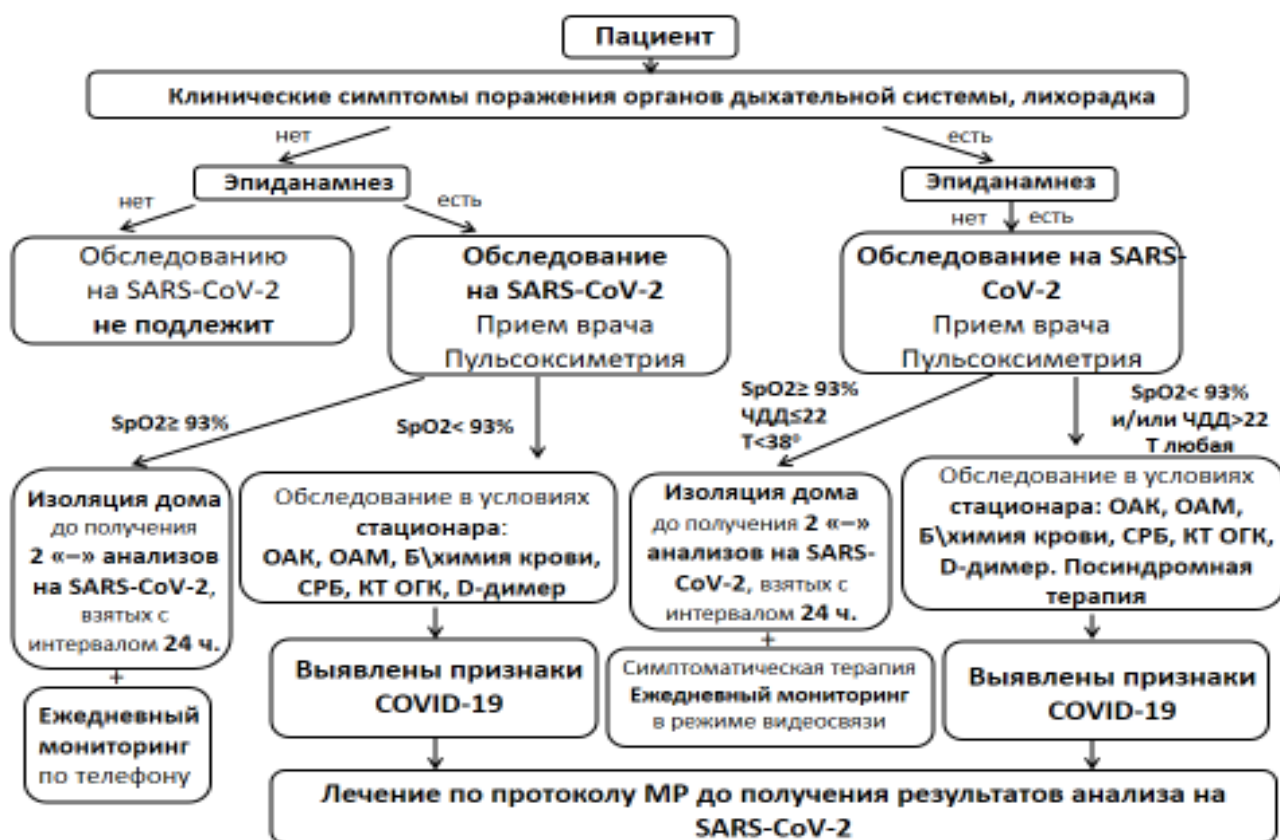 Пациент
Клинические симптомы поражения органов дыхательной системы, лихорадка
нет
есть
Эпиданамнез
Эпиданамнез
нет
есть
нет
есть
Обследованию
на SARS-CoV-2
не подлежит
Обследование
на SARS-CoV-2
Прием врача
Пульсоксиметрия
Обследование на SARS-
CoV-2
Прием врача
Пульсоксиметрия
SpO2≥ 93%
SpO2< 93%
SpO2≥ 93%
ЧДД≤22
T<38°
SpO2< 93%
и/или ЧДД>22
Т любая
Изоляция дома
до получения
2 «–» анализов
на SARS-CoV-2,
взятых с
интервалом 24 ч.
+
Ежедневный
мониторинг
по телефону
Обследование в условиях
стационара:
ОАК, ОАМ, Б\химия крови,
СРБ, КТ ОГК, D-димер
Выявлены признаки
COVID-19
Изоляция дома
до получения 2 «–»
анализов на SARS-
CoV-2, взятых с
интервалом 24 ч.
+
Симптоматическая терапия
Ежедневный мониторинг
в режиме видеосвязи
Обследование в условиях
стационара: ОАК, ОАМ,
Б\химия крови, СРБ, КТ ОГК,
D-димер. Посиндромная
терапия
Выявлены признаки
COVID-19
Лечение по протоколу МР до получения результатов анализа на
SARS-CoV-2